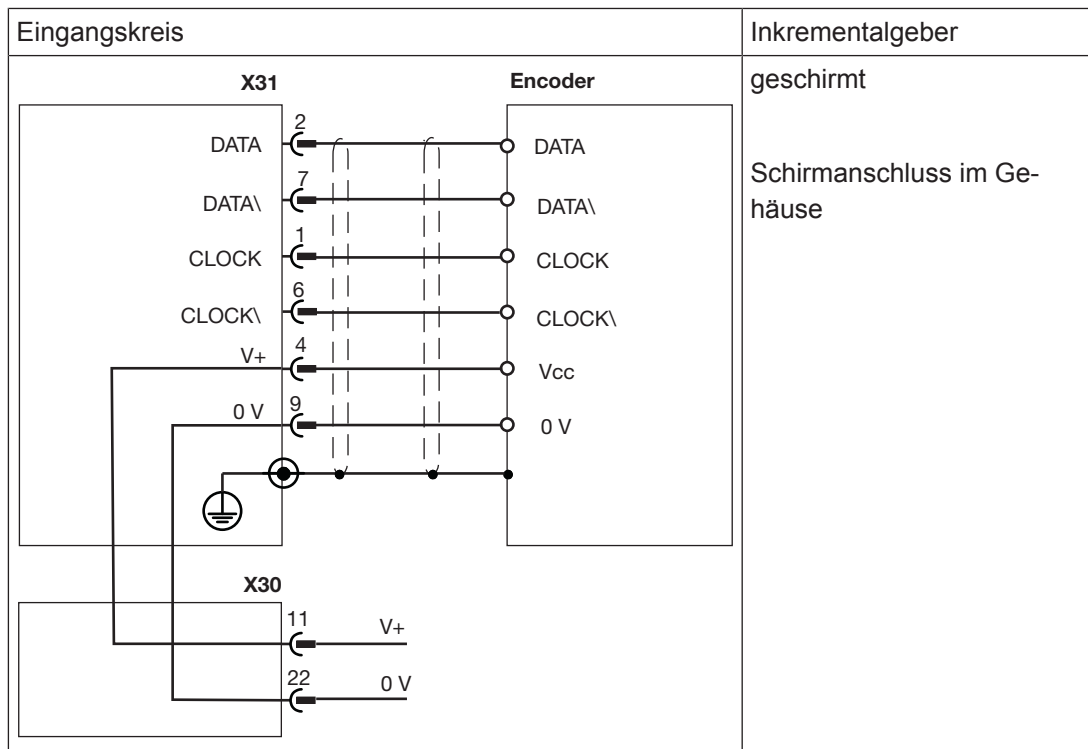 Eingangskreis
Inkrementalgeber
X31
Encoder
geschirmt
Schirmanschluss im Ge-
häuse
DATA 2 DATA
DATA\ 7 DATA\
CLOCK 1 CLOCK
CLOCK\ 6 CLOCK\
V+ 4 Vcc
0 V 9 0 V
X30
11 V+
22 0 V